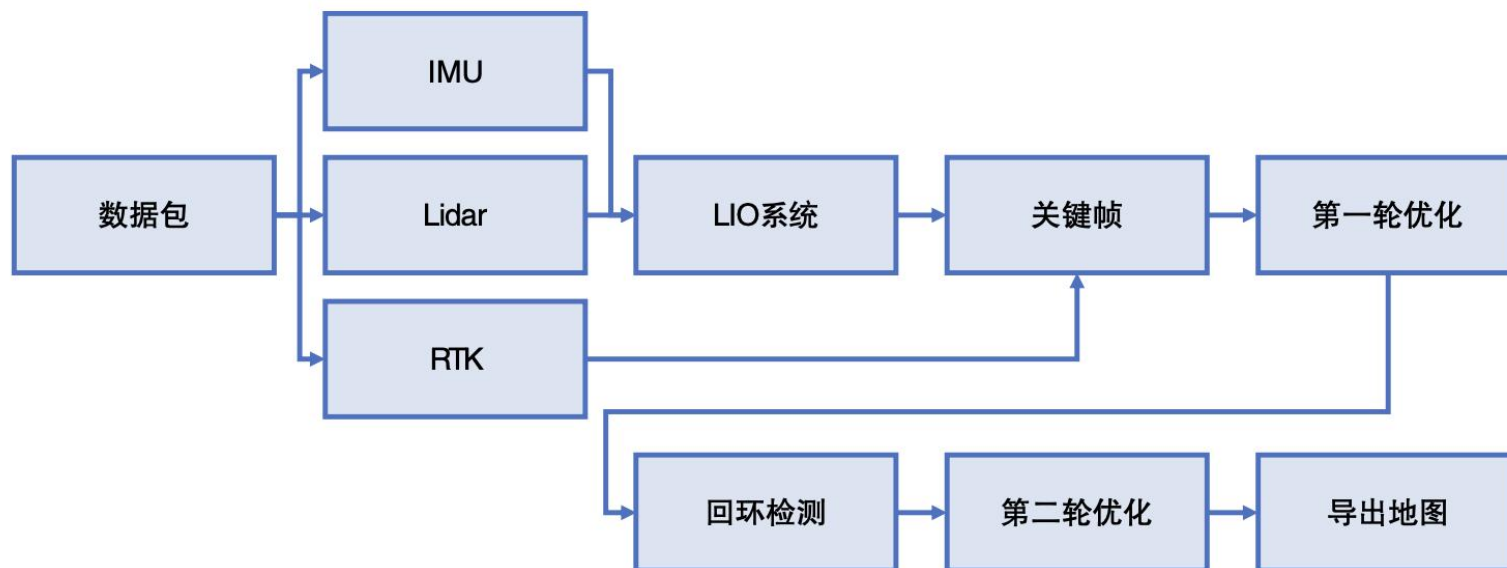 IMU
数据包
Lidar
LIO系统
关键帧
第一轮优化
RTK
回环检测
第二轮优化
导出地图